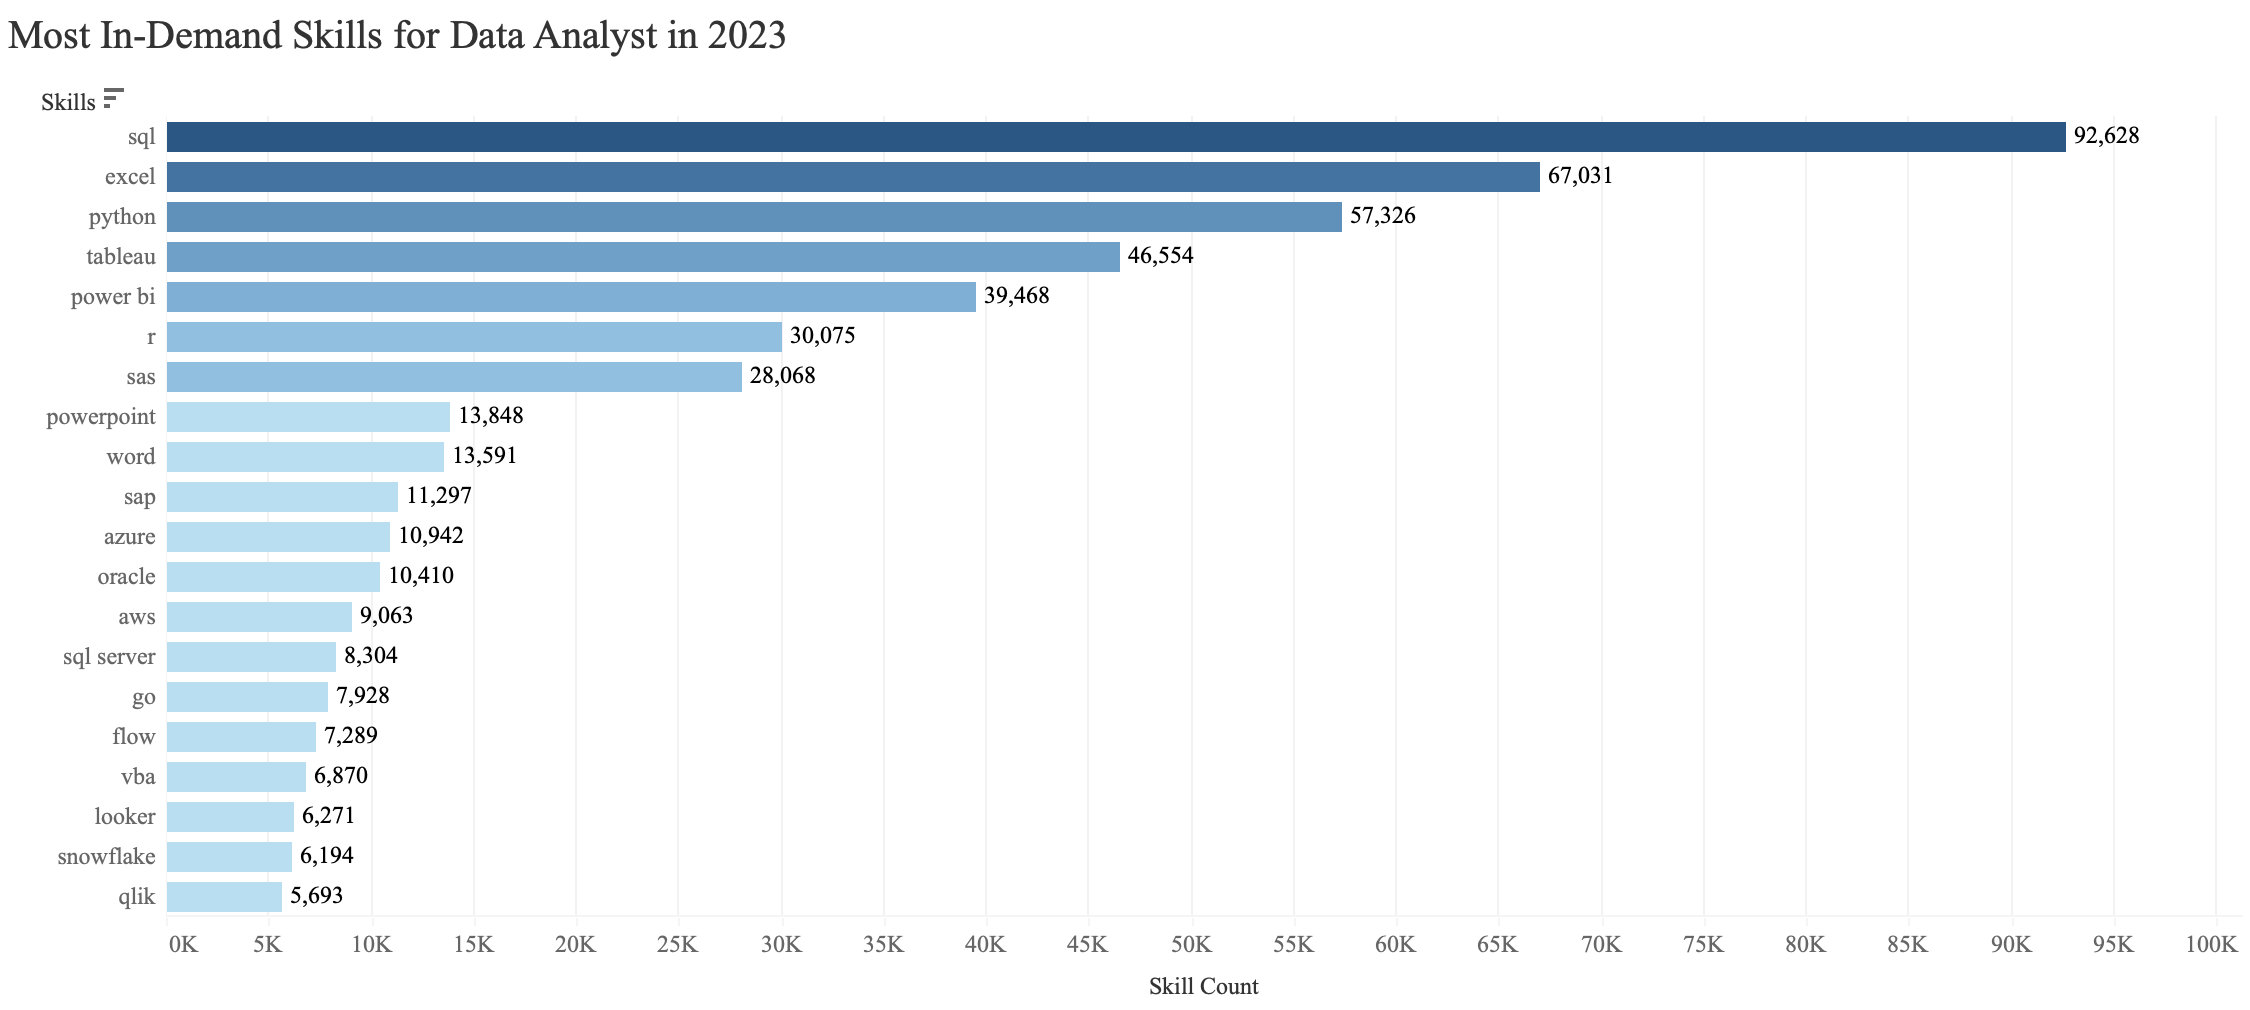 Most In-Demand Skills for Data Analyst in 2023
Skills
sql 92,628
excel 67,031
python 57,326
tableau 46,554
power bi 39,468
r 30,075
sas 28,068
powerpoint 13,848
word 13,591
sap 11,297
azure 10,942
oracle 10,410
aws 9,063
sql server 8,304
go 7,928
flow 7,289
vba 6,870
looker 6,271
snowflake 6,194
qlik 5,693
0K 5K 10K 15K 20K 25K 30K 35K 40K 45K 50K 55K 60K 65K 70K 75K 80K 85K 90K 95K 100K
Skill Count